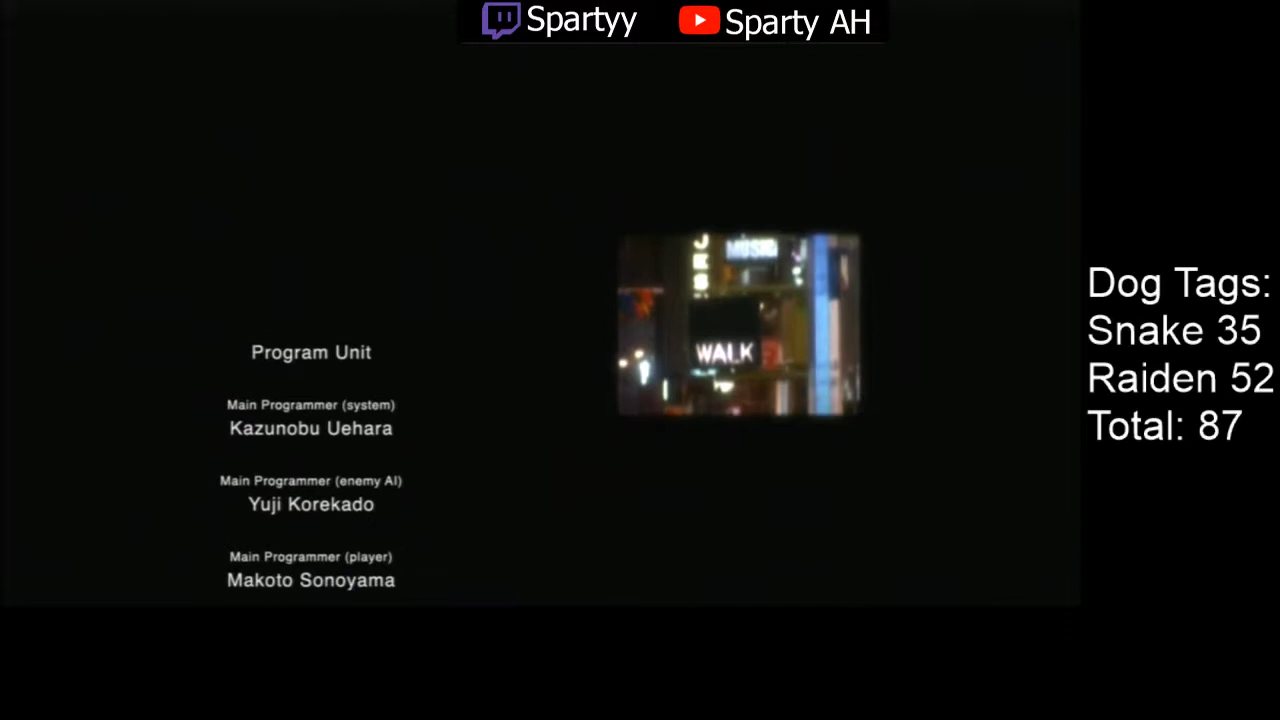 Spartyy
Sparty AH
MUSIC
WALK
Program Unit
Main Programmer (system)
Kazunobu Uehara
Main Programmer (enemy AI)
Yuji Korekado
Main Programmer (player)
Makoto Sonoyama
Dog Tags:
Snake 35
Raiden 52
Total: 87